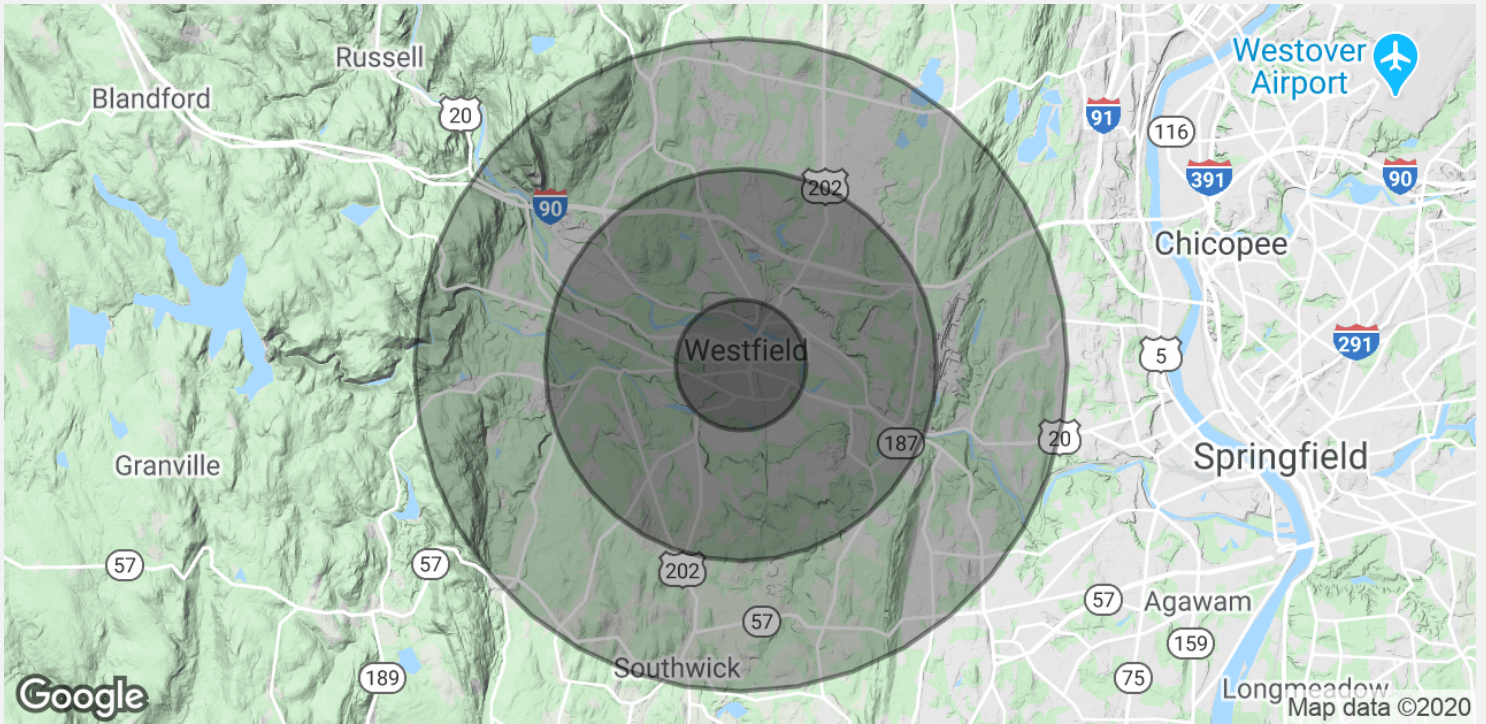 Russell
Westover
Airport
Blandford
20
91
116
202
391
90
90
Chicopee
Westfield
5
291
20
187
Springfield
Granville
57
57
202
57
Agawam
57
159
Southwick
189
75
Longmeadow
Google
Map data ©2020